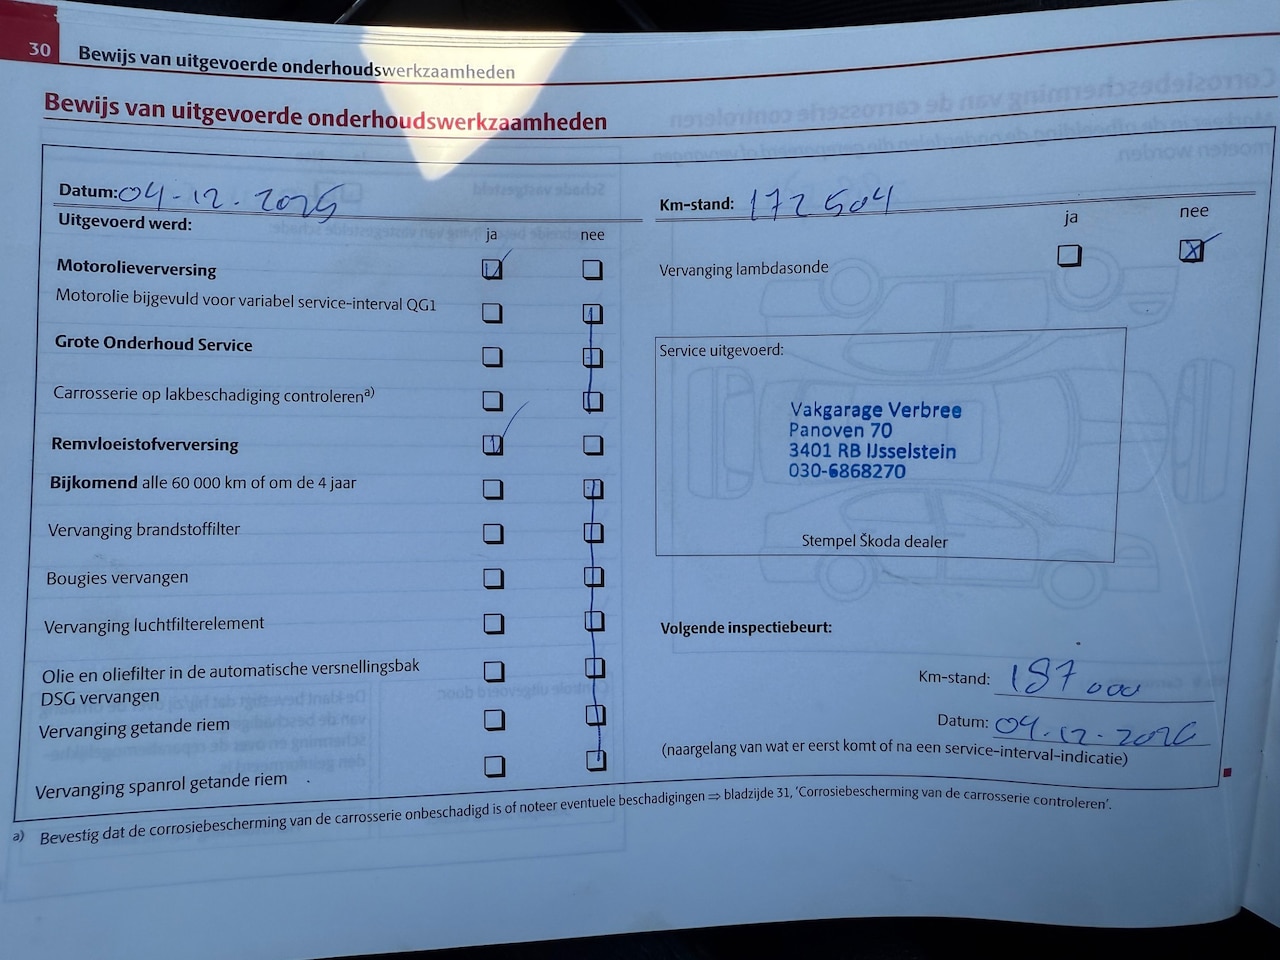 30
Bewijs van uitgevoerde onderhoudswerkzaamheden
Bewijs van uitgevoerde onderhoudswerkzaamheden
Datum: 04-12-2025
Km-stand: 172504
Uitgevoerd werd:
ja nee
ja nee
Motorolieverversing
Vervanging lambdasonde
Motorolie bijgevuld voor variabel service-interval QG1
Grote Onderhoud Service
Carrosserie op lakbeschadiging controleren a)
Remvloeistofverversing
Bijkomend alle 60 000 km of om de 4 jaar
Vervanging brandstoffilter
Bougies vervangen
Vervanging luchtfilterelement
Olie en oliefilter in de automatische versnellingsbak
DSG vervangen
Vervanging getande riem
Vervanging spanrol getande riem
Service uitgevoerd:
Vakgarage Verbree
Panoven 70
3401 RB IJsselstein
030-6868270
Stempel Škoda dealer
Volgende inspectiebeurt:
Km-stand: 187000
Datum: 04-12-2026
(naargelang van wat er eerst komt of na een service-interval-indicatie)
a) Bevestig dat de corrosiebescherming van de carrosserie onbeschadigd is of noteer eventuele beschadigingen ⇒ bladzijde 31, 'Corrosiebescherming van de carrosserie controleren'.